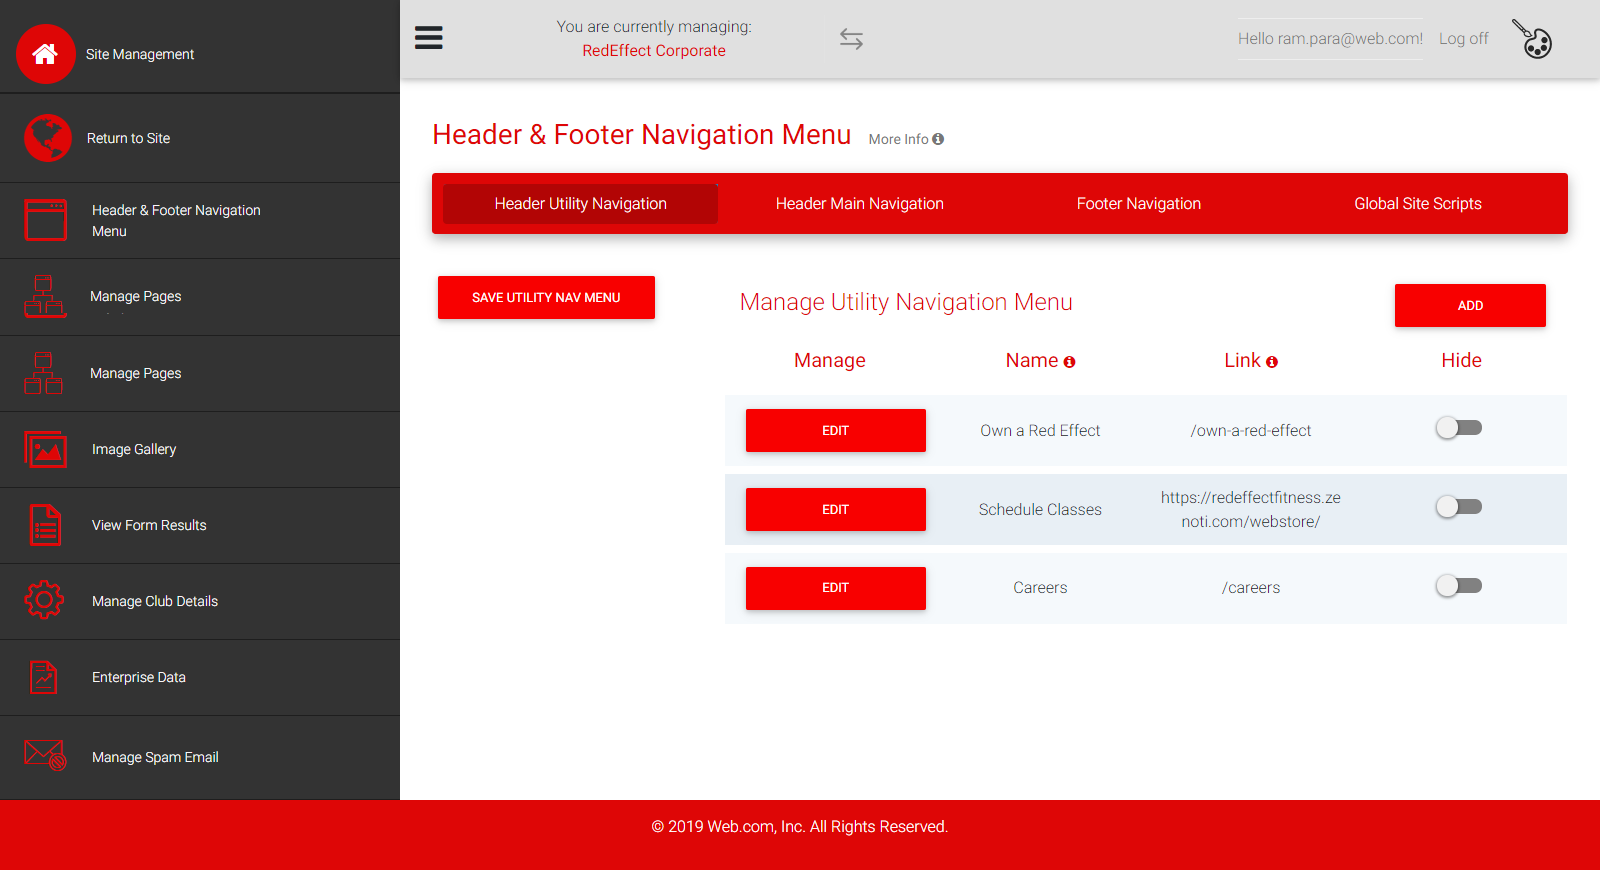 Site Management
Return to Site
Header & Footer Navigation
Menu
Manage Pages
Manage Pages
Image Gallery
View Form Results
Manage Club Details
Enterprise Data
Manage Spam Email
You are currently managing:
RedEffect Corporate
Hello ram.para@web.com!
Log off
Header & Footer Navigation Menu
More Info
Header Utility Navigation
Header Main Navigation
Footer Navigation
Global Site Scripts
SAVE UTILITY NAV MENU
Manage Utility Navigation Menu
ADD
Manage
Name
Link
Hide
EDIT
Own a Red Effect
/own-a-red-effect
EDIT
Schedule Classes
https://redeffectfitness.ze
noti.com/webstore/
EDIT
Careers
/careers
© 2019 Web.com, Inc. All Rights Reserved.